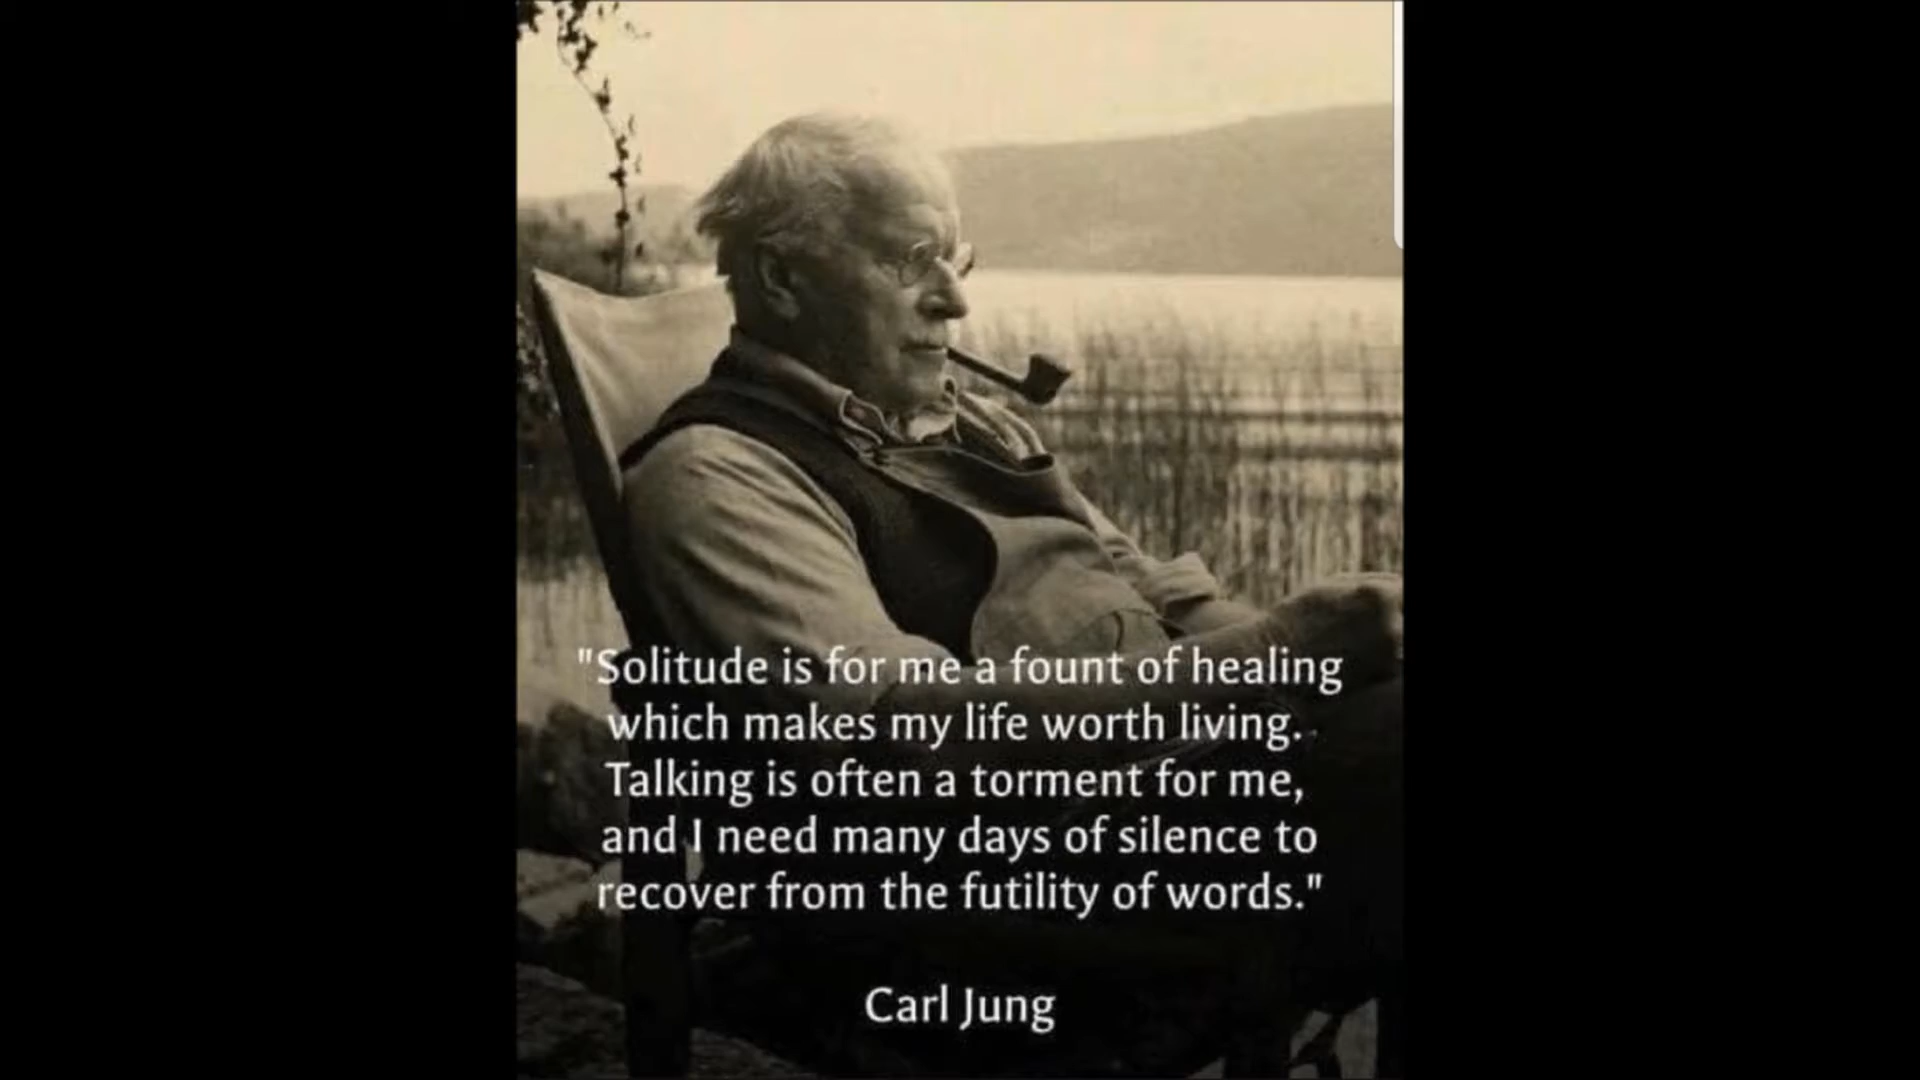 "Solitude is for me a fount of healing
which makes my life worth living.
Talking is often a torment for me,
and I need many days of silence to
recover from the futility of words."
Carl Jung